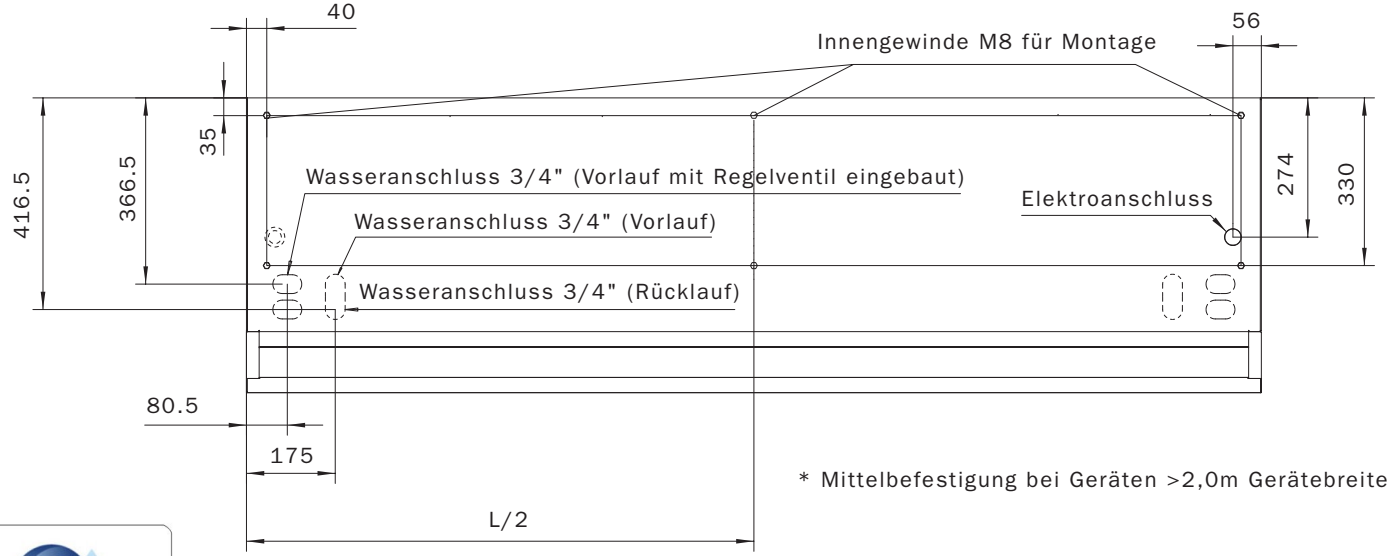 40
56
Innengewinde M8 für Montage
35
366.5
416.5
274
330
Wasseranschluss 3/4" (Vorlauf mit Regelventil eingebaut)
Elektroanschluss
Wasseranschluss 3/4" (Vorlauf)
Wasseranschluss 3/4" (Rücklauf)
80.5
175
* Mittelbefestigung bei Geräten >2,0m Gerätebreite
L/2